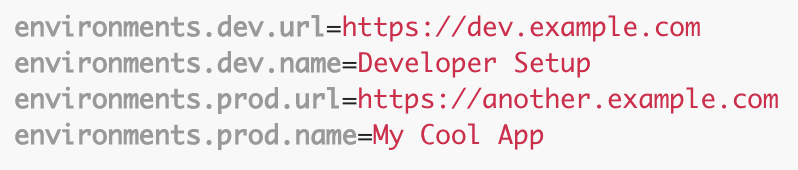 environments.dev.url=https://dev.example.com
environments.dev.name=Developer Setup
environments.prod.url=https://another.example.com
environments.prod.name=My Cool App